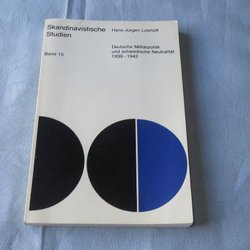 Skandinavistische
Studien
Hans-Jürgen Lutzhöft
Band 15
Deutsche Militärpolitik
und schwedische Neutralität
1939–1942